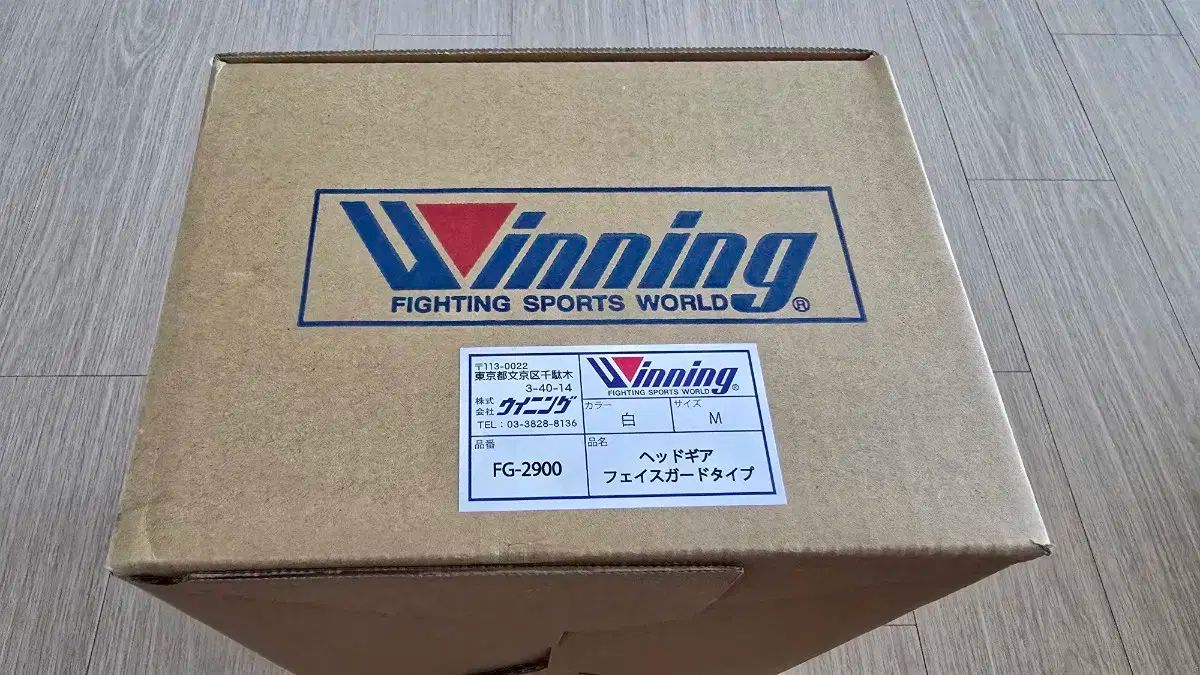 Winning
FIGHTING SPORTS WORLD®
〒113-0022
東京都文京区千駄木
3-40-14
株式
会社 ウイニング
TEL：03-3828-8136
Winning
FIGHTING SPORTS WORLD®
カラー
白
サイズ
M
品番
FG-2900
品名
ヘッドギア
フェイスガードタイプ